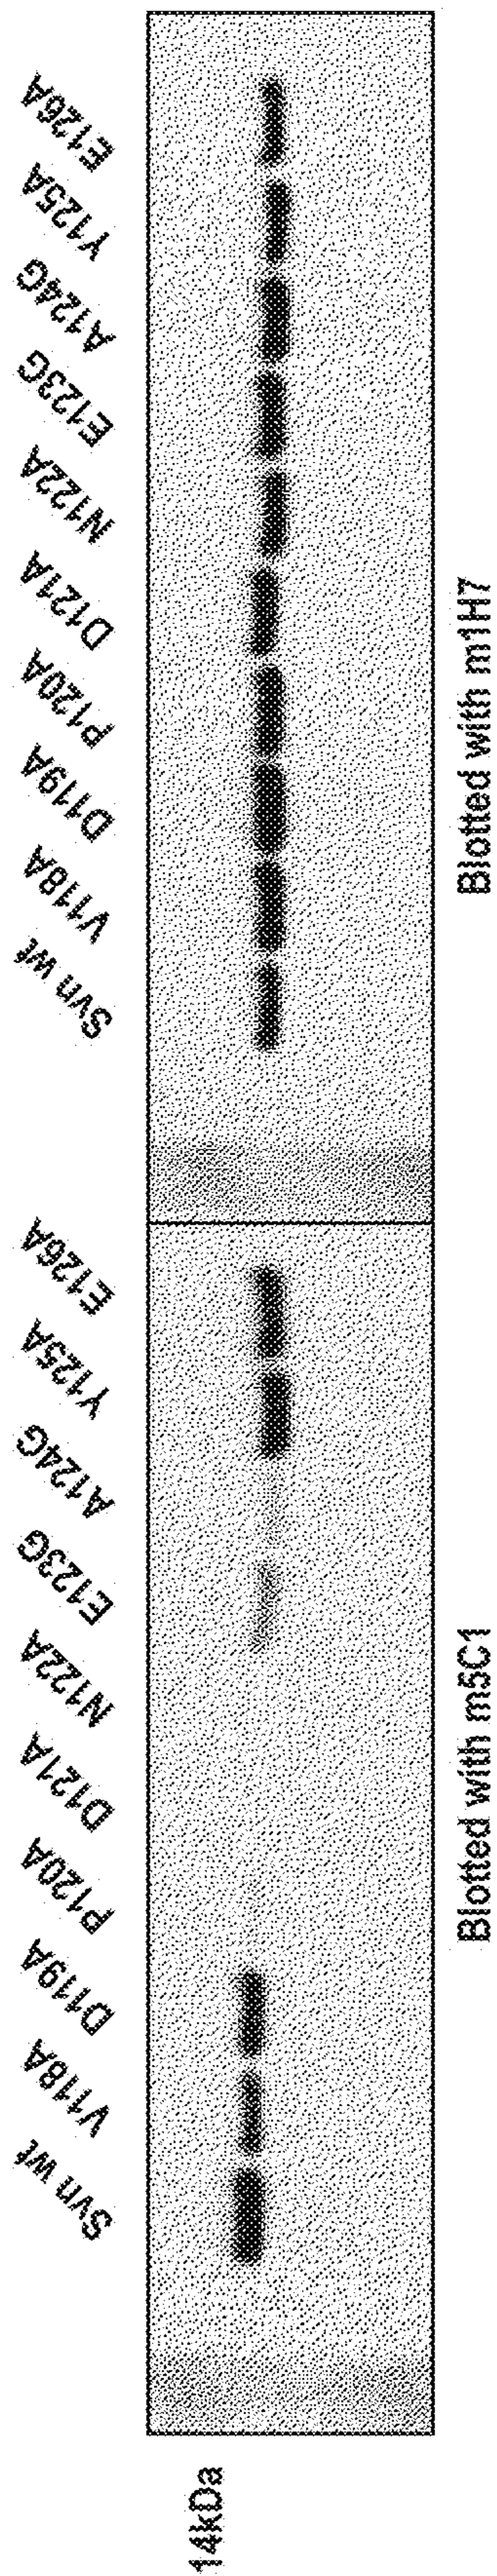 Syn wt
V118A
D119A
P120A
D121A
N122A
E123G
A124G
Y125A
E126A
Syn wt
V118A
D119A
P120A
D121A
N122A
E123G
A124G
Y125A
E126A
14kDa
Blotted with m5C1
Blotted with m1H7